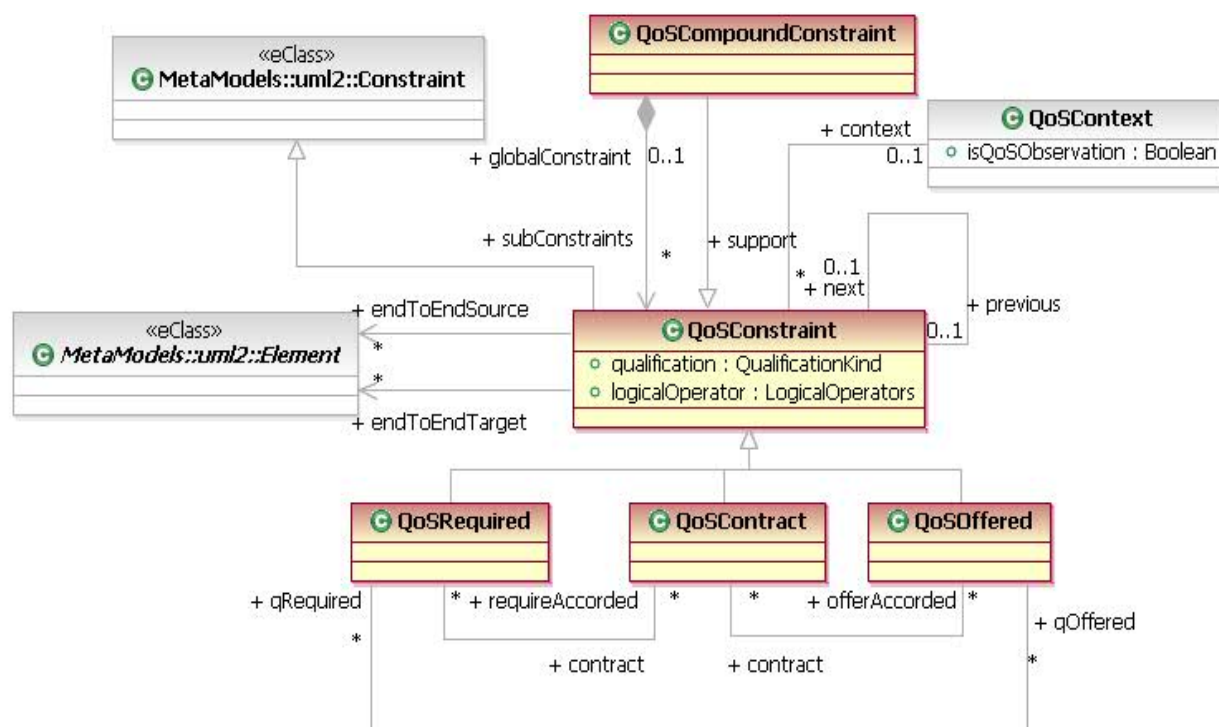 QoSCompoundConstraint
«eClass»
MetaModels::uml2::Constraint
QoSContext
isQoSObservation : Boolean
+ context
0..1
+ globalConstraint
0..1
+ subConstraints
*
+ support
*
0..1
+ next
+ previous
0..1
«eClass»
MetaModels::uml2::Element
+ endToEndSource
*
*
+ endToEndTarget
QoSConstraint
qualification : QualificationKind
logicalOperator : LogicalOperators
QoSRequired
QoSContract
QoSOffered
+ qRequired
*
* + requireAccorded *
* + offerAccorded *
+ qOffered
*
+ contract
+ contract